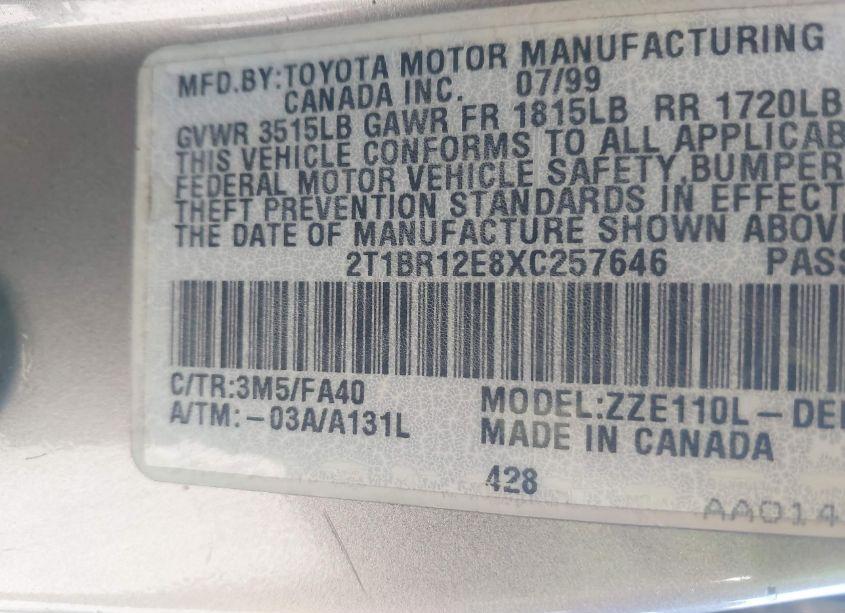 MFD.BY:TOYOTA MOTOR MANUFACTURING
CANADA INC. 07/99
GVWR 3515LB GAWR FR 1815LB RR 1720LB
THIS VEHICLE CONFORMS TO ALL APPLICAB
FEDERAL MOTOR VEHICLE SAFETY,BUMPER
THEFT PREVENTION STANDARDS IN EFFECT
THE DATE OF MANUFACTURE SHOWN ABOV
2T1BR12E8XC257646 PASS
C/TR:3M5/FA40
A/TM:-03A/A131L
MODEL:ZZE110L-DE
MADE IN CANADA
428
AA014